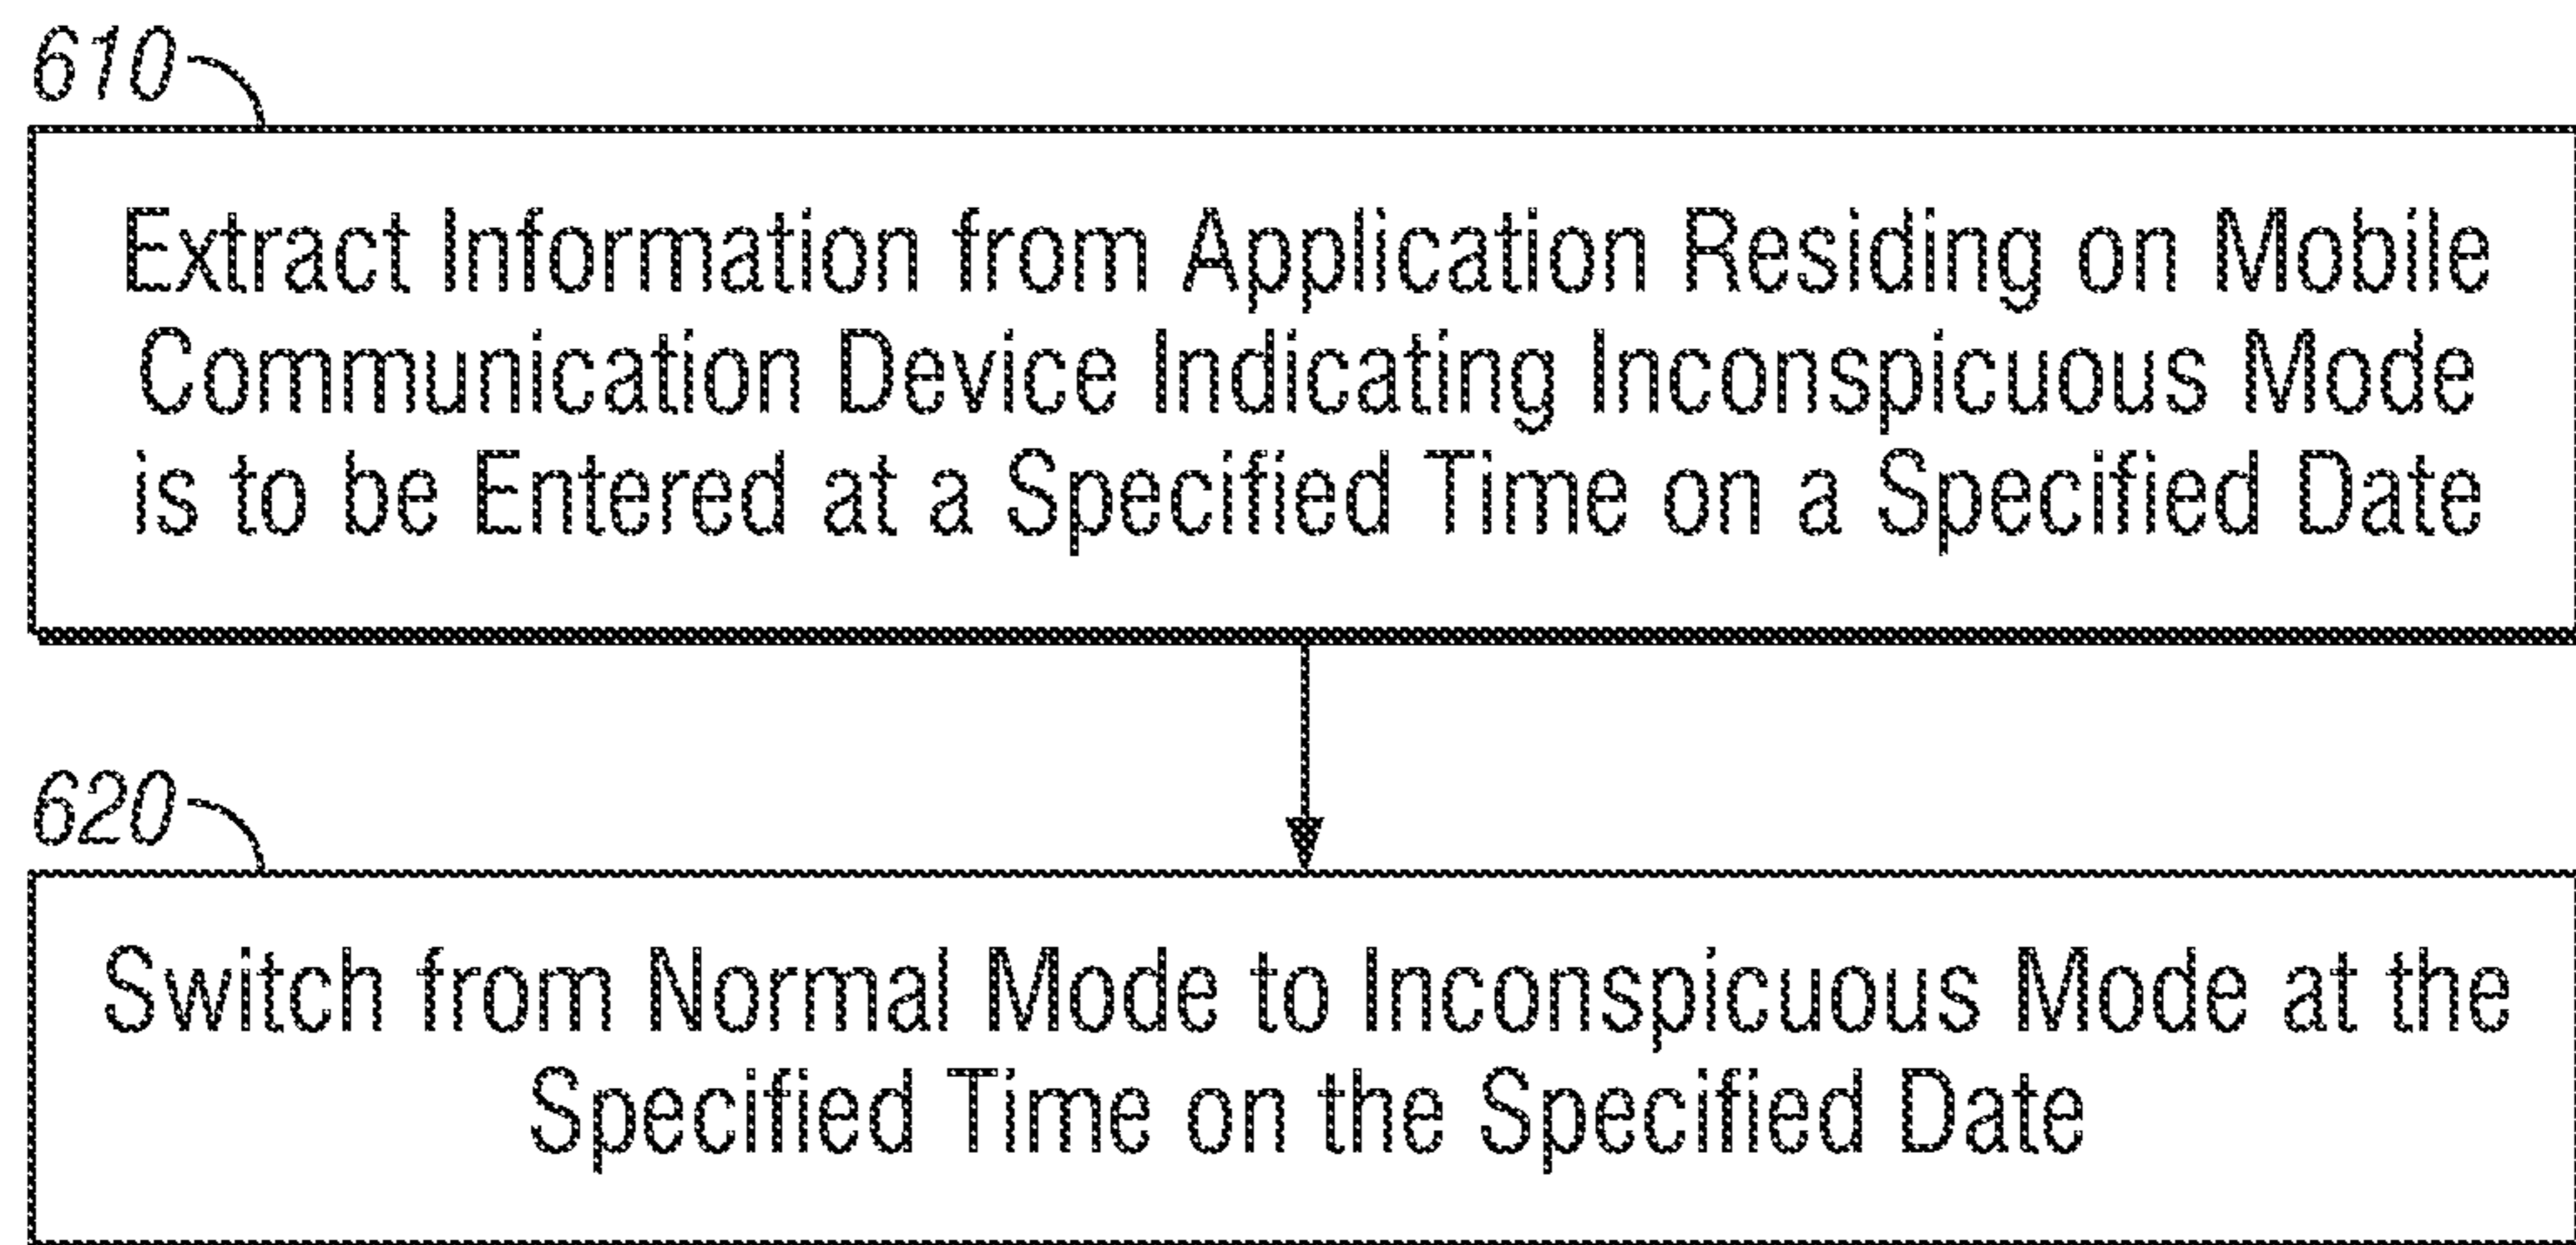 610
Extract Information from Application Residing on Mobile
Communication Device Indicating Inconspicuous Mode
is to be Entered at a Specified Time on a Specified Date
620
Switch from Normal Mode to Inconspicuous Mode at the
Specified Time on the Specified Date